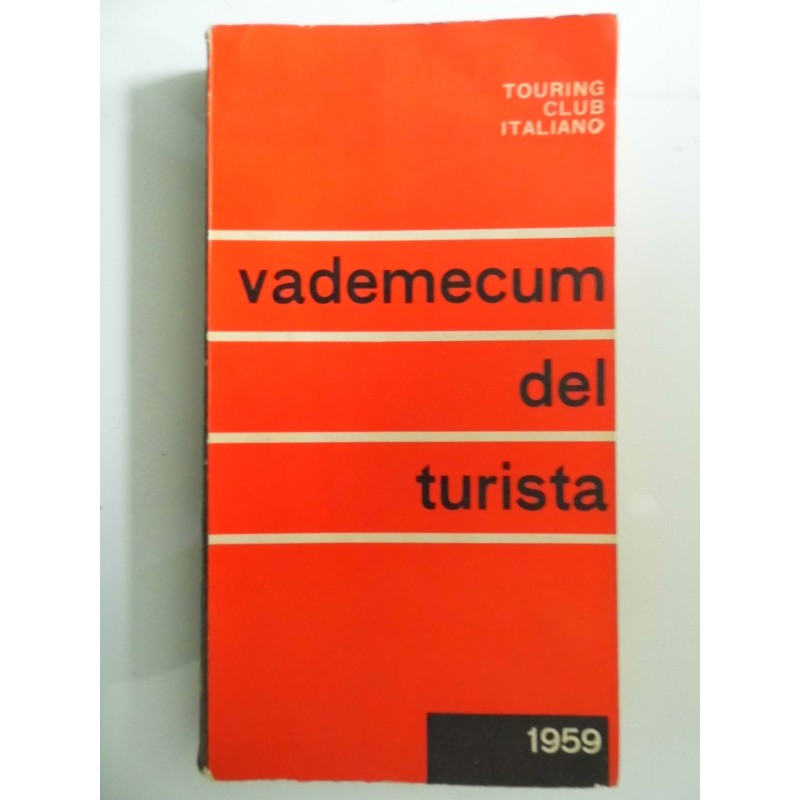 TOURING
CLUB
ITALIANO
vademecum
del
turista
1959